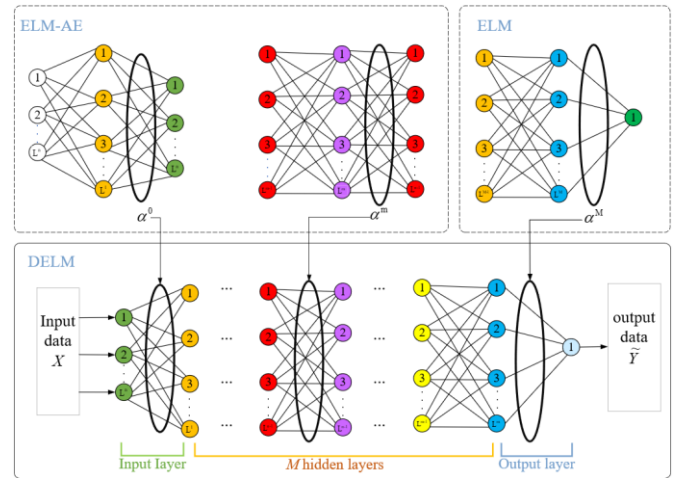 ELM-AE
ELM
1 1 1
2 2 2
3 3
1 1 1
2 2 2
3 3 3
1 1
2 2
3 3
1
α⁰
αᵐ
αᴹ
DELM
Input
data
X
1 1 ... 1 1 ... 1 1
2 2 ... 2 2 ... 2 2
3 ... 3 3 ... 3 3
1
output
data
Ỹ
Input layer
M hidden layers
Output layer